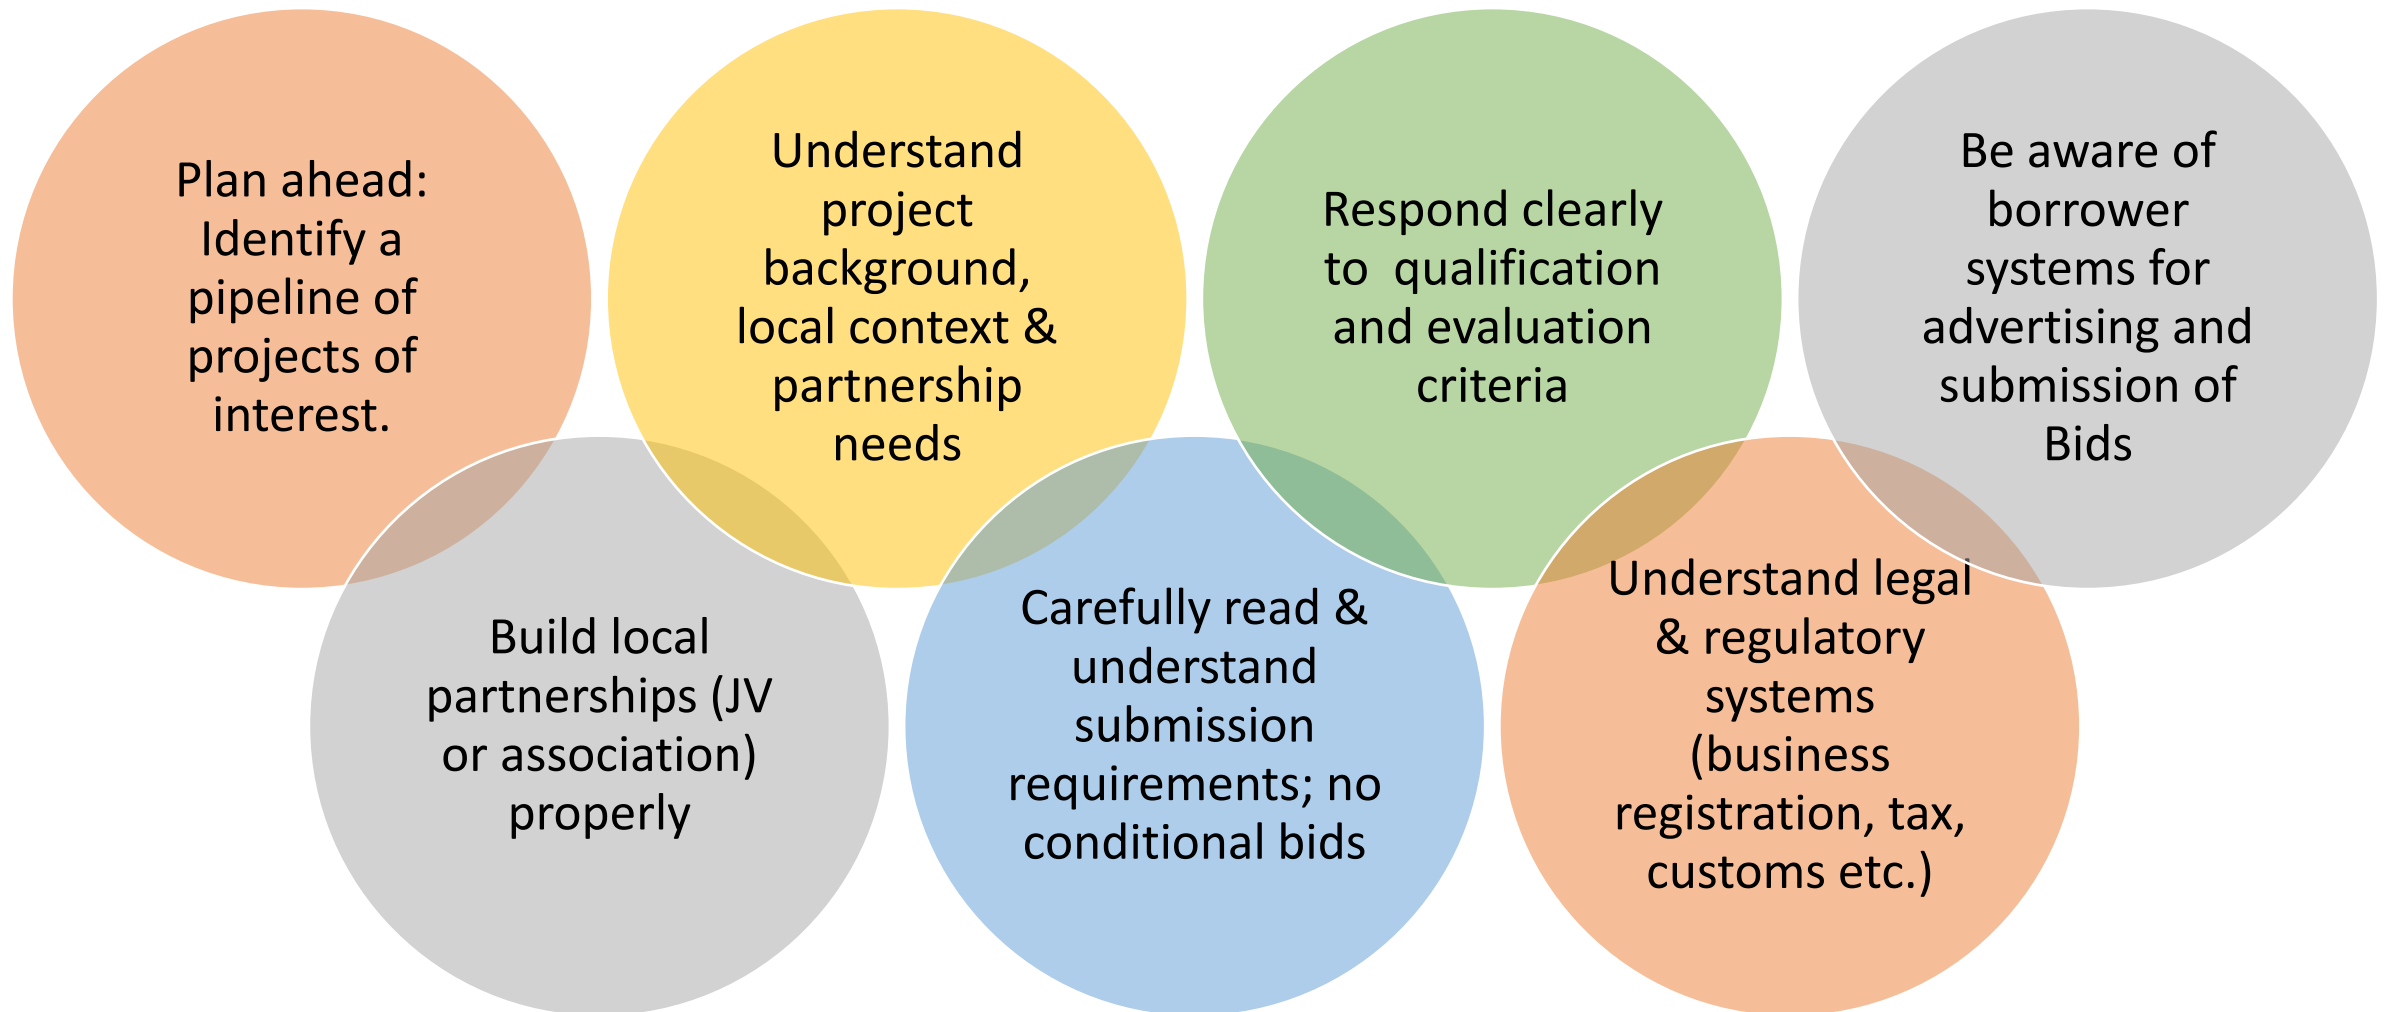 Plan ahead:
Identify a
pipeline of
projects of
interest.
Build local
partnerships (JV
or association)
properly
Understand
project
background,
local context &
partnership
needs
Carefully read &
understand
submission
requirements; no
conditional bids
Respond clearly
to  qualification
and evaluation
criteria
Understand legal
& regulatory
systems
(business
registration, tax,
customs etc.)
Be aware of
borrower
systems for
advertising and
submission of
Bids